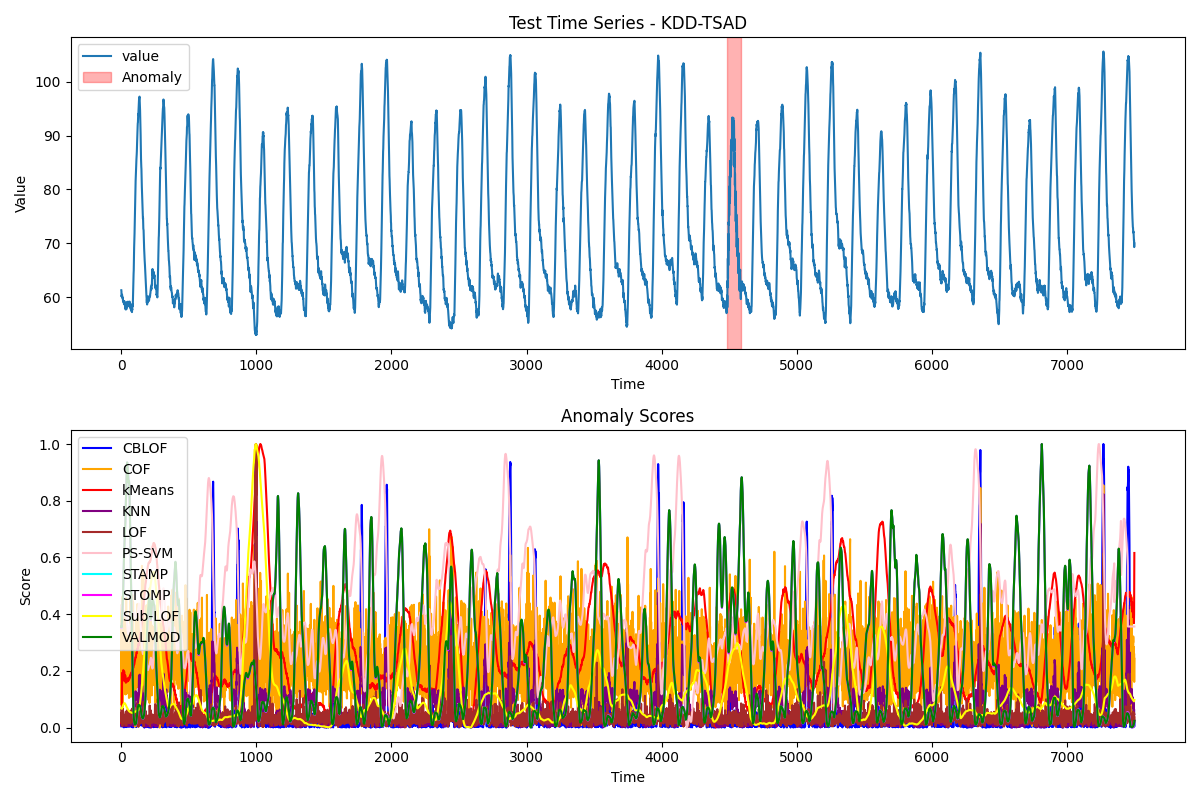 Test Time Series - KDD-TSAD
value
Anomaly
100
90
80
70
60
Value
0 1000 2000 3000 4000 5000 6000 7000
Time
Anomaly Scores
CBLOF
COF
kMeans
KNN
LOF
PS-SVM
STAMP
STOMP
Sub-LOF
VALMOD
1.0
0.8
0.6
0.4
0.2
0.0
Score
0 1000 2000 3000 4000 5000 6000 7000
Time